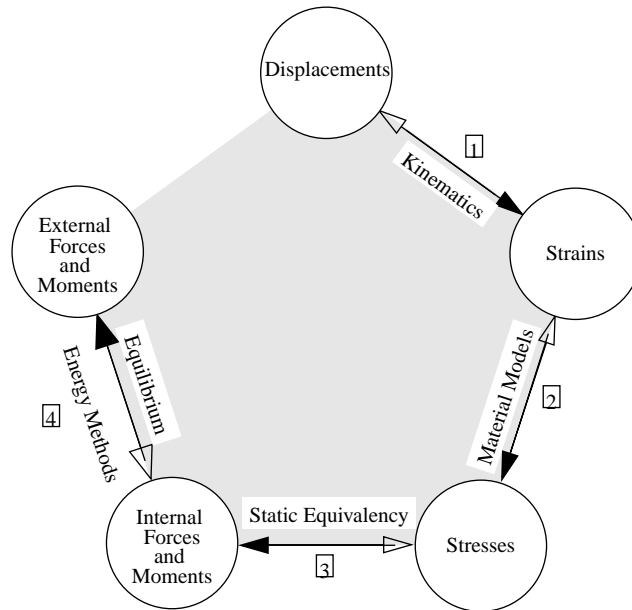 Displacements
1
Kinematics
External
Forces
and
Moments
Strains
Equilibrium
Energy Methods
4
Material Models
2
Internal
Forces and
Moments
Static Equivalency
3
Stresses